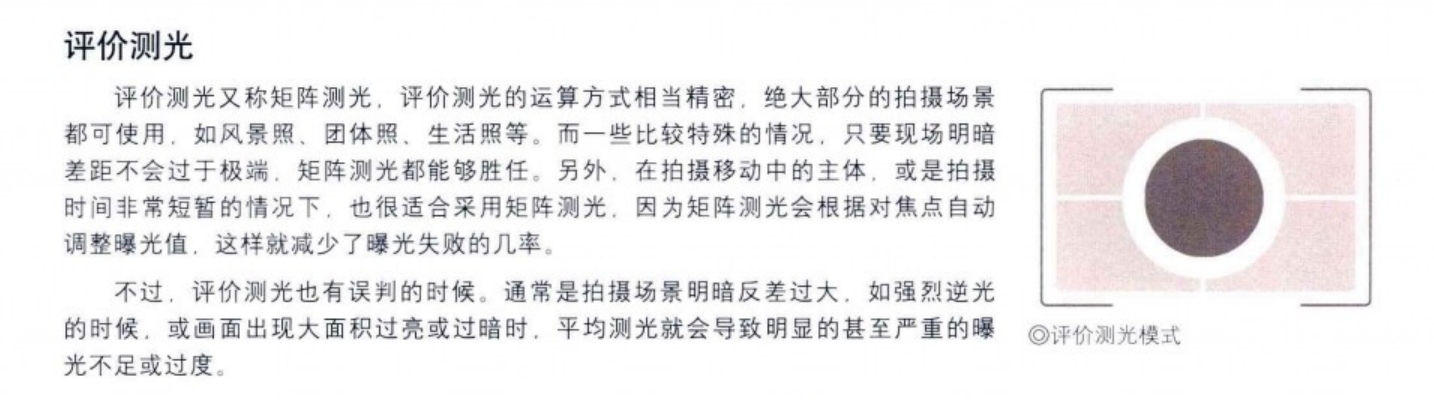 评价测光
评价测光又称矩阵测光，评价测光的运算方式相当精密，绝大部分的拍摄场景
都可使用，如风景照、团体照、生活照等。而一些比较特殊的情况，只要现场明暗
差距不会过于极端，矩阵测光都能够胜任。另外，在拍摄移动中的主体，或是拍摄
时间非常短暂的情况下，也很适合采用矩阵测光，因为矩阵测光会根据对焦点自动
调整曝光值，这样就减少了曝光失败的几率。
不过，评价测光也有误判的时候。通常是拍摄场景明暗反差过大，如强烈逆光
的时候，或画面出现大面积过亮或过暗时，平均测光就会导致明显的甚至严重的曝
光不足或过度。
◎评价测光模式